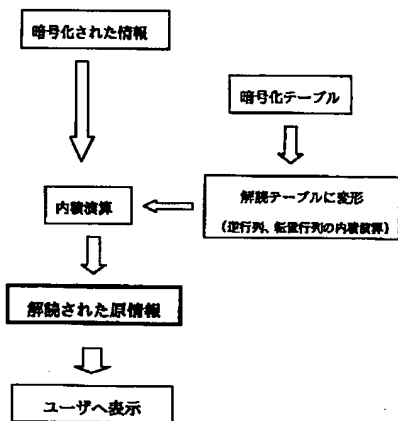 暗号化された情報
暗号化テーブル
内積演算
解読テーブルに変形
(逆行列、転置行列の内積演算)
解読された原情報
ユーザへ表示